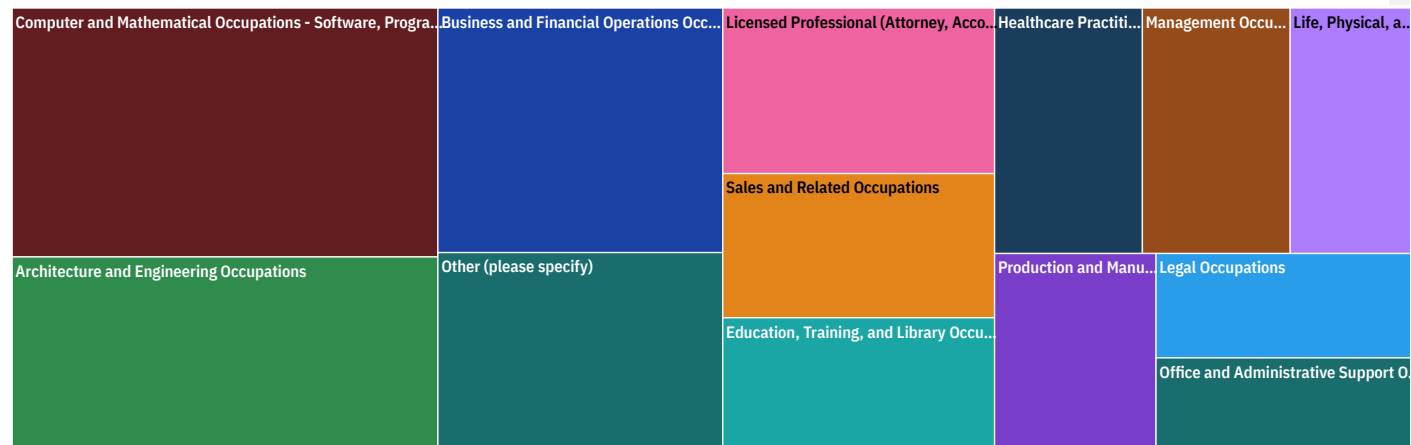 Computer and Mathematical Occupations - Software, Progra...
Business and Financial Operations Occ...
Licensed Professional (Attorney, Acco...
Healthcare Practiti...
Management Occu...
Life, Physical, a...
Sales and Related Occupations
Architecture and Engineering Occupations
Other (please specify)
Production and Manu...
Legal Occupations
Education, Training, and Library Occu...
Office and Administrative Support O.